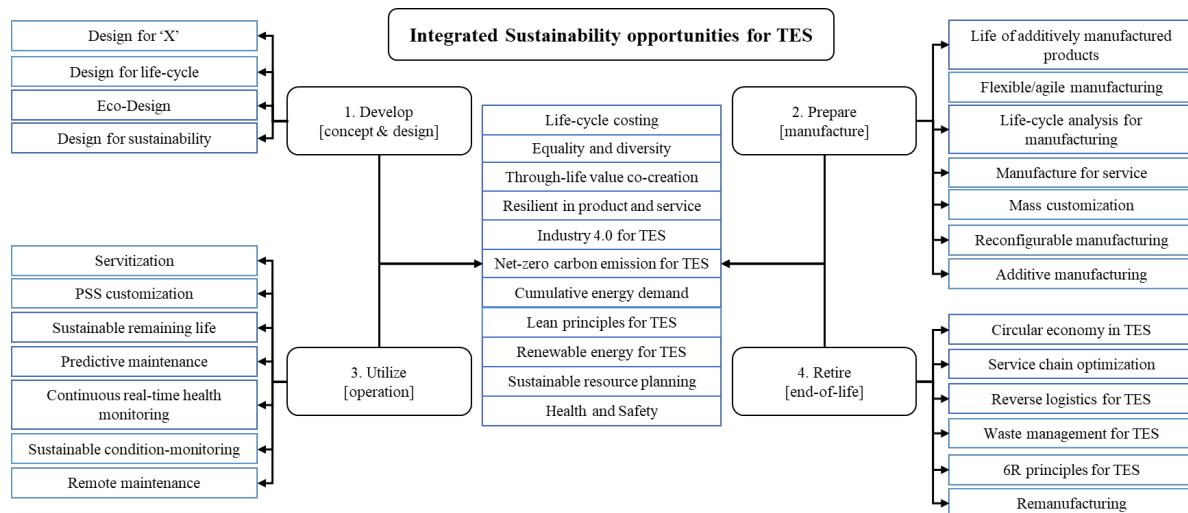 Integrated Sustainability opportunities for TES
Design for ‘X’
Design for life-cycle
Eco-Design
Design for sustainability
1. Develop
[concept & design]
Life-cycle costing
Equality and diversity
Through-life value co-creation
Resilient in product and service
Industry 4.0 for TES
Net-zero carbon emission for TES
Cumulative energy demand
Lean principles for TES
Renewable energy for TES
Sustainable resource planning
Health and Safety
2. Prepare
[manufacture]
Life of additively manufactured
products
Flexible/agile manufacturing
Life-cycle analysis for
manufacturing
Manufacture for service
Mass customization
Reconfigurable manufacturing
Additive manufacturing
Servitization
PSS customization
Sustainable remaining life
Predictive maintenance
Continuous real-time health
monitoring
Sustainable condition-monitoring
Remote maintenance
3. Utilize
[operation]
4. Retire
[end-of-life]
Circular economy in TES
Service chain optimization
Reverse logistics for TES
Waste management for TES
6R principles for TES
Remanufacturing